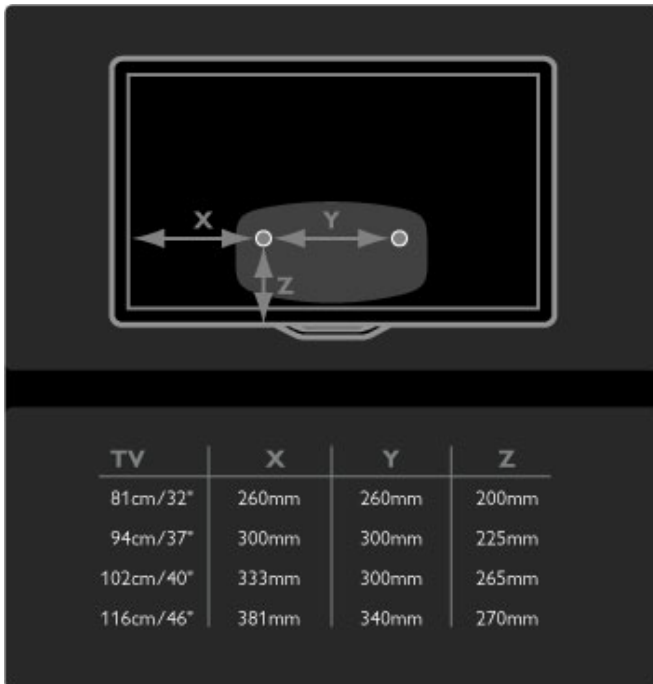 X Y
Z
TV X Y Z
81cm/32" 260mm 260mm 200mm
94cm/37" 300mm 300mm 225mm
102cm/40" 333mm 300mm 265mm
116cm/46" 381mm 340mm 270mm